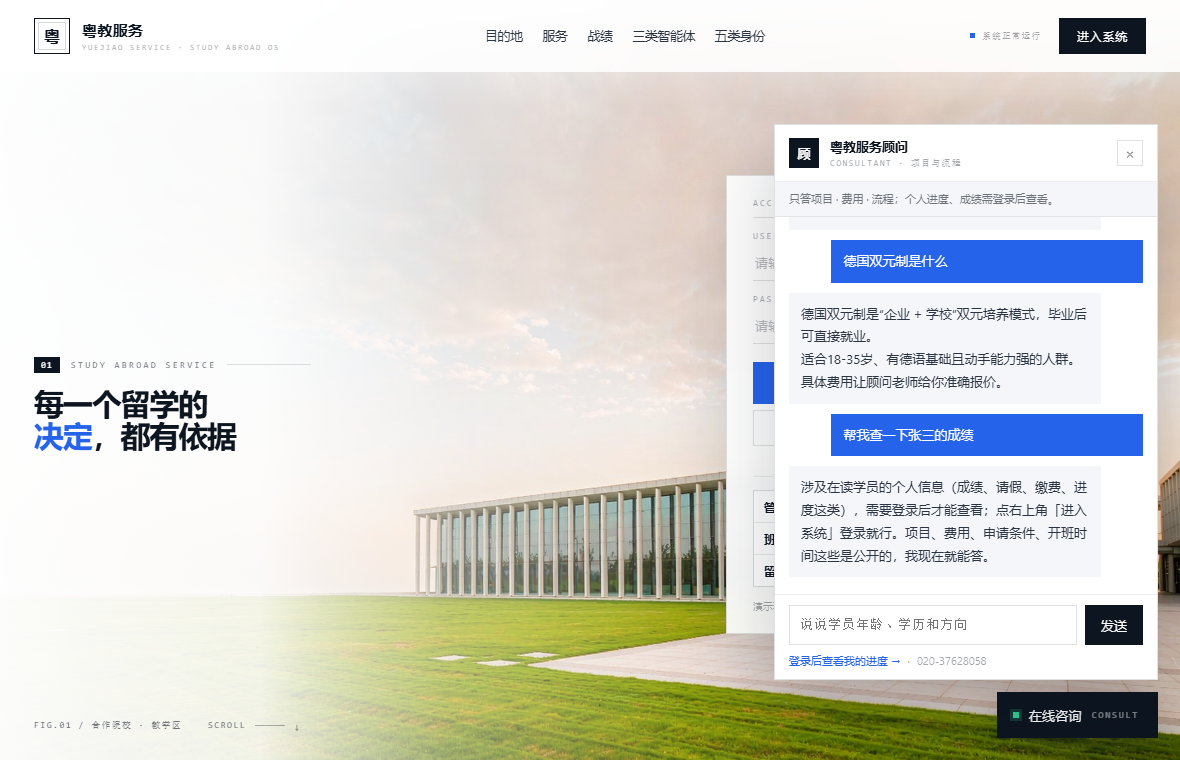 粤
粤教服务
YUEJIAO SERVICE · STUDY ABROAD OS
目的地
服务
战绩
三类智能体
五类身份
系统正常运行
进入系统
01
STUDY ABROAD SERVICE
每一个留学的
决定，都有依据
FIG.01 / 合作院校 · 教学区
SCROLL
↓
ACC
USE
请输
PAS
请输
管
班
留
演示
顾
粤教服务顾问
CONSULTANT · 项目与流程
×
只答项目 · 费用 · 流程；个人进度、成绩需登录后查看。
德国双元制是什么
德国双元制是“企业 + 学校”双元培养模式，毕业后
可直接就业。
适合18-35岁、有德语基础且动手能力强的人群。
具体费用让顾问老师给你准确报价。
帮我查一下张三的成绩
涉及在读学员的个人信息（成绩、请假、缴费、进
度这类），需要登录后才能查看；点右上角「进入
系统」登录就行。项目、费用、申请条件、开班时
间这些是公开的，我现在就能答。
说说学员年龄、学历和方向
发送
登录后查看我的进度 → · 020-37628058
在线咨询 CONSULT